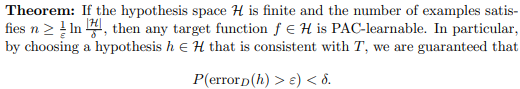 Theorem: If the hypothesis space ℋ is finite and the number of examples satis-
fies n ≥ 1/ε ln |ℋ|/δ, then any target function f ∈ ℋ is PAC-learnable. In particular,
by choosing a hypothesis h ∈ ℋ that is consistent with T, we are guaranteed that
P(error_D(h) > ε) < δ.